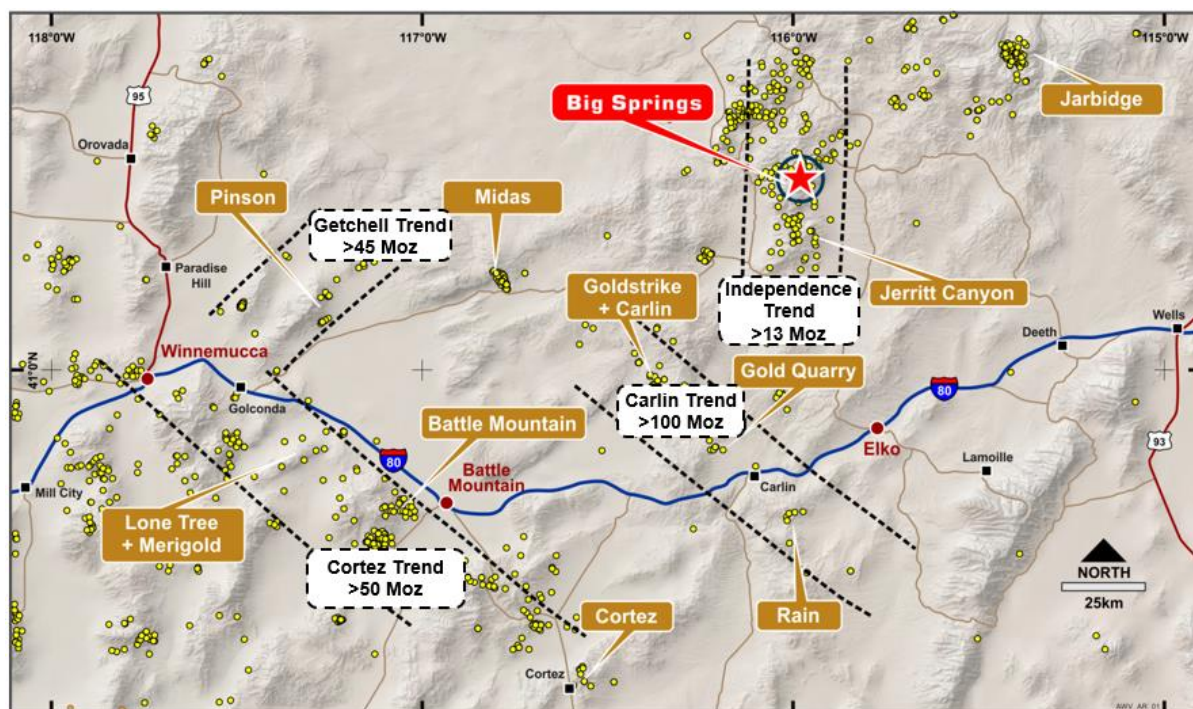 118°0'W
117°0'W
116°0'W
115°0'W
95
Orovada
Big Springs
Jarbidge
Pinson
Midas
Getchell Trend
>45 Moz
Paradise
Hill
Goldstrike
+ Carlin
Independence
Trend
>13 Moz
Jerritt Canyon
Wells
Deeth
41°0'N
Winnemucca
Golconda
Gold Quarry
Carlin Trend
>100 Moz
80
93
Battle Mountain
Elko
80
Battle
Mountain
Lamoille
Mill City
Carlin
Lone Tree
+ Merigold
Cortez Trend
>50 Moz
NORTH
25km
Cortez
Rain
Cortez
AWV_AR_01